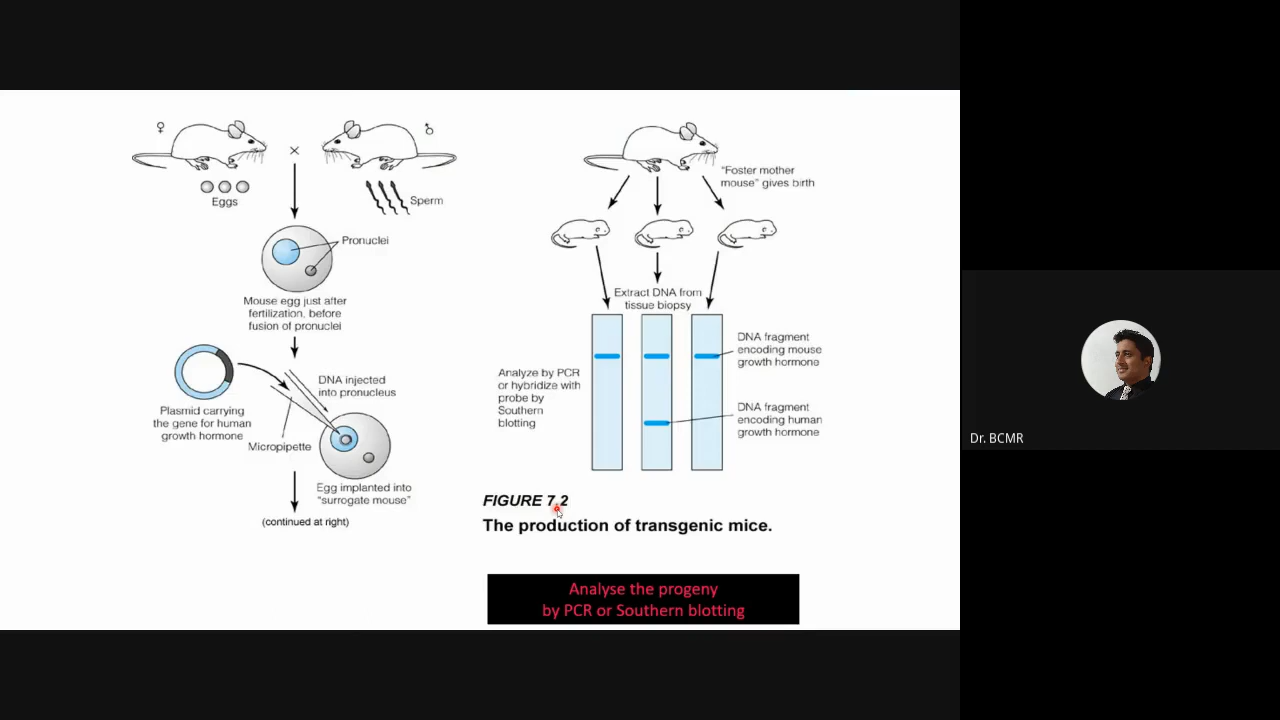 ♀
×
♂
Eggs
Sperm
Pronuclei
Mouse egg just after
fertilization, before
fusion of pronuclei
DNA injected
into pronucleus
Plasmid carrying
the gene for human
growth hormone
Micropipette
Egg implanted into
“surrogate mouse”
(continued at right)
“Foster mother
mouse” gives birth
Extract DNA from
tissue biopsy
Analyze by PCR
or hybridize with
probe by
Southern
blotting
DNA fragment
encoding mouse
growth hormone
DNA fragment
encoding human
growth hormone
FIGURE 7.2
The production of transgenic mice.
Analyse the progeny
by PCR or Southern blotting
Dr. BCMR